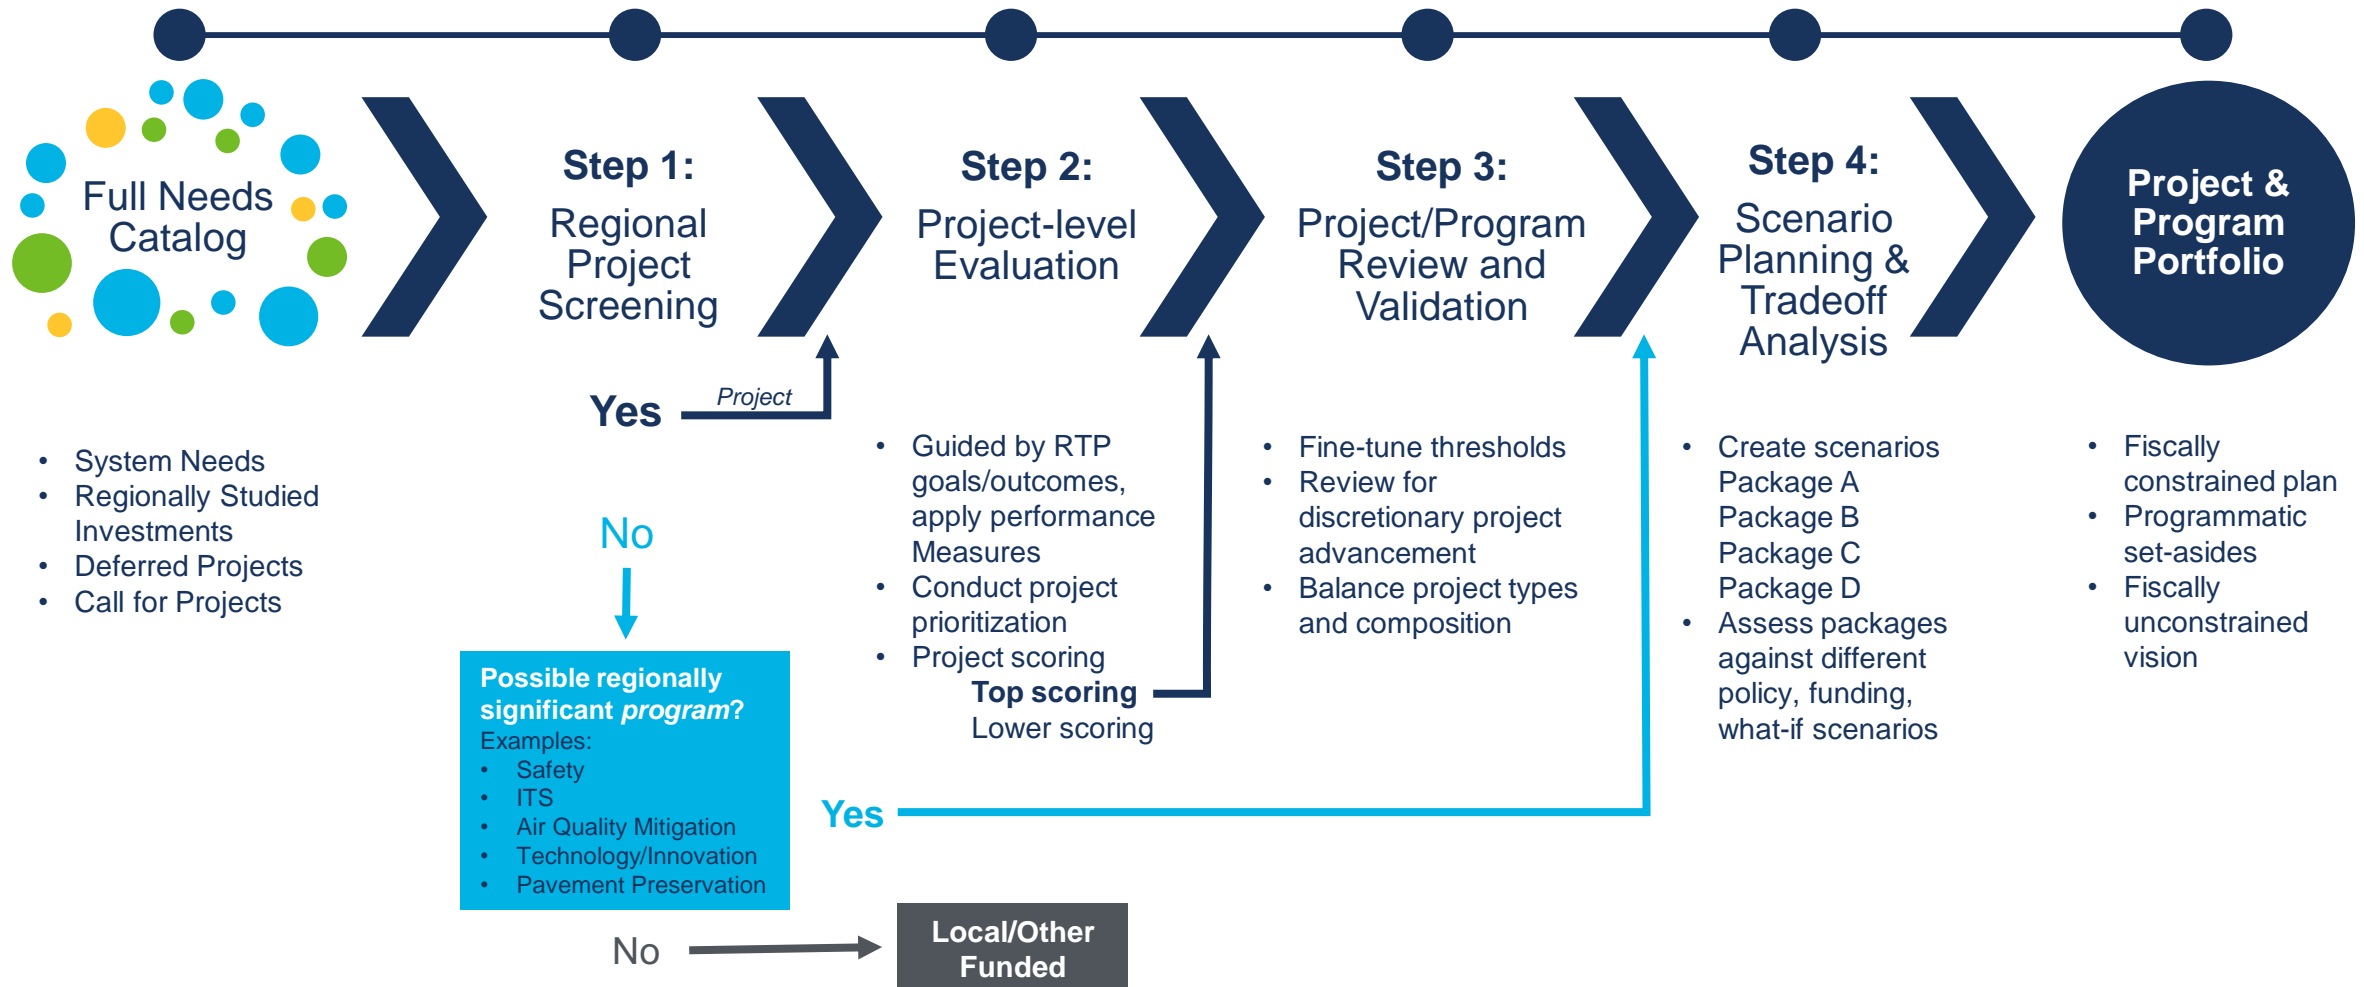 Full Needs
Catalog
Step 1:
Regional
Project
Screening
Step 2:
Project-level
Evaluation
Step 3:
Project/Program
Review and
Validation
Step 4:
Scenario
Planning &
Tradeoff
Analysis
Project &
Program
Portfolio
• System Needs
• Regionally Studied
Investments
• Deferred Projects
• Call for Projects
Yes
Project
No
Possible regionally
significant program?
Examples:
• Safety
• ITS
• Air Quality Mitigation
• Technology/Innovation
• Pavement Preservation
Yes
No
Local/Other
Funded
• Guided by RTP
goals/outcomes,
apply performance
Measures
• Conduct project
prioritization
• Project scoring
Top scoring
Lower scoring
• Fine-tune thresholds
• Review for
discretionary project
advancement
• Balance project types
and composition
• Create scenarios
Package A
Package B
Package C
Package D
• Assess packages
against different
policy, funding,
what-if scenarios
• Fiscally
constrained plan
• Programmatic
set-asides
• Fiscally
unconstrained
vision